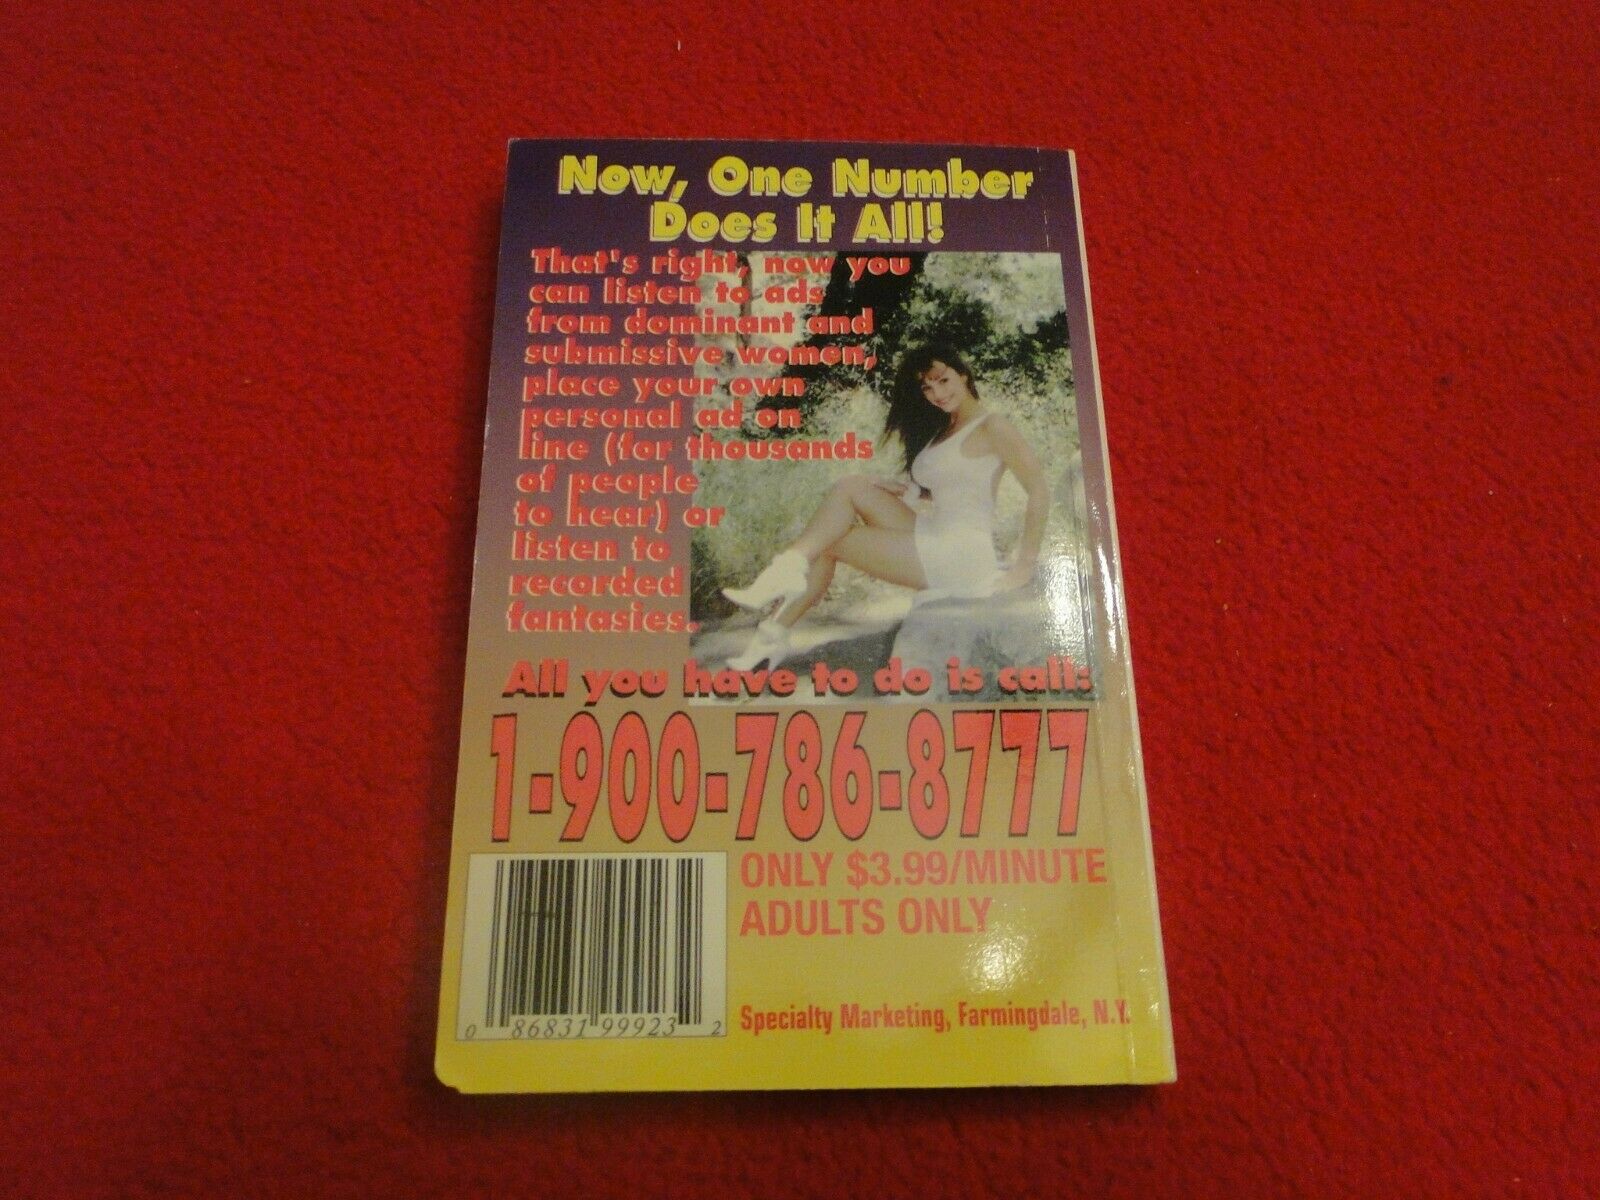 Now, One Number
Does It All!
That's right, now you
can listen to ads
from dominant and
submissive women,
place your own
personal ad on
line (for thousands
of people
to hear) or
listen to
recorded
fantasies.
All you have to do is call:
1-900-786-8777
ONLY $3.99/MINUTE
ADULTS ONLY
Specialty Marketing, Farmingdale, N.Y.
0 86831 99923 2